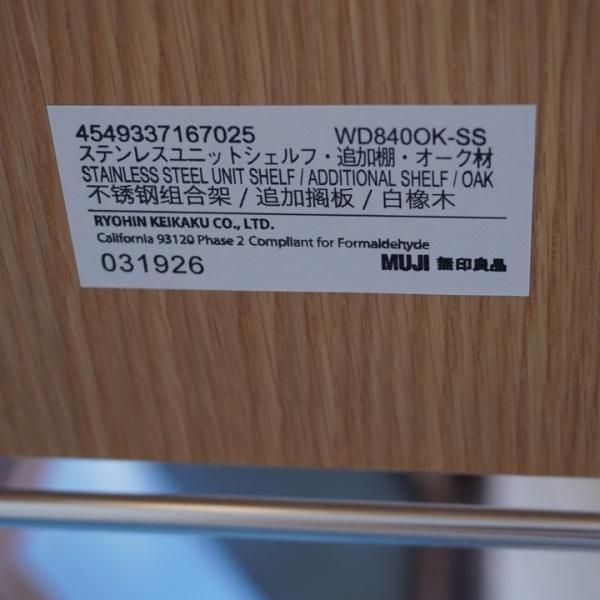 4549337167025 WD840OK-SS
ステンレスユニットシェルフ・追加棚・オーク材
STAINLESS STEEL UNIT SHELF / ADDITIONAL SHELF / OAK
不锈钢组合架 / 追加搁板 / 白橡木
RYOHIN KEIKAKU CO., LTD.
California 93120 Phase 2 Compliant for Formaldehyde
031926 MUJI 無印良品